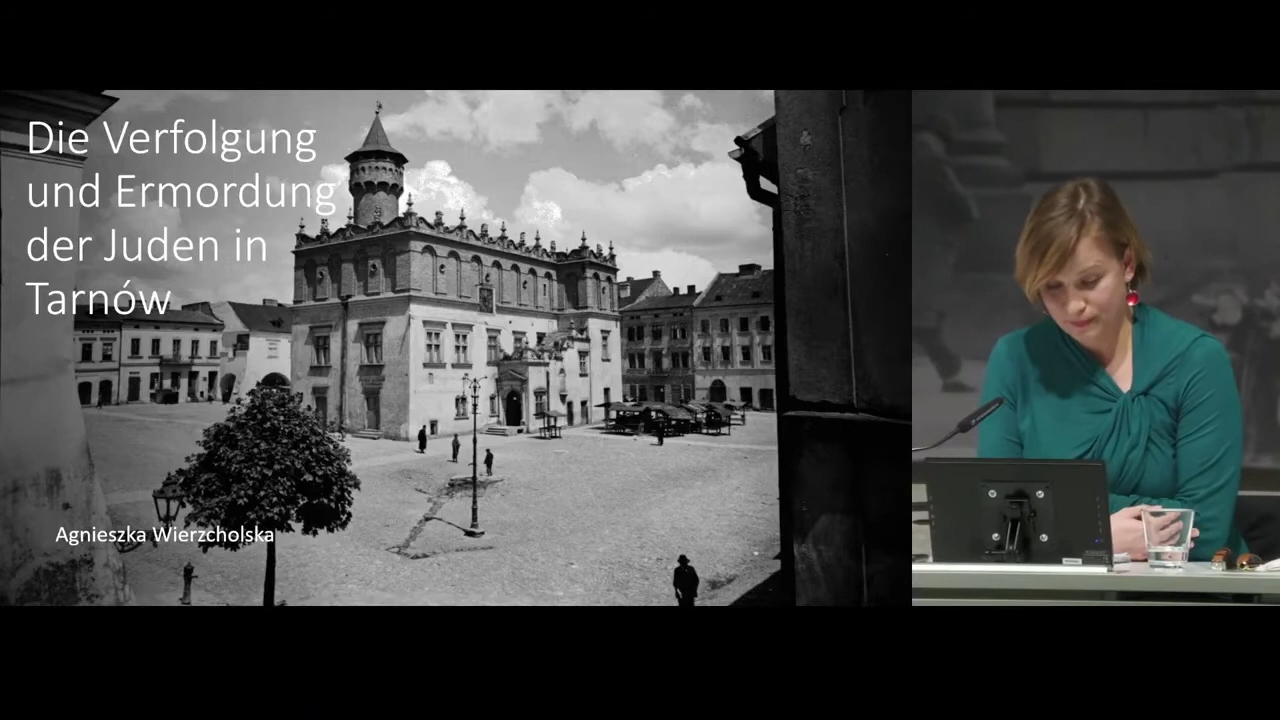 Die Verfolgung
und Ermordung
der Juden in
Tarnów
Agnieszka Wierzcholska